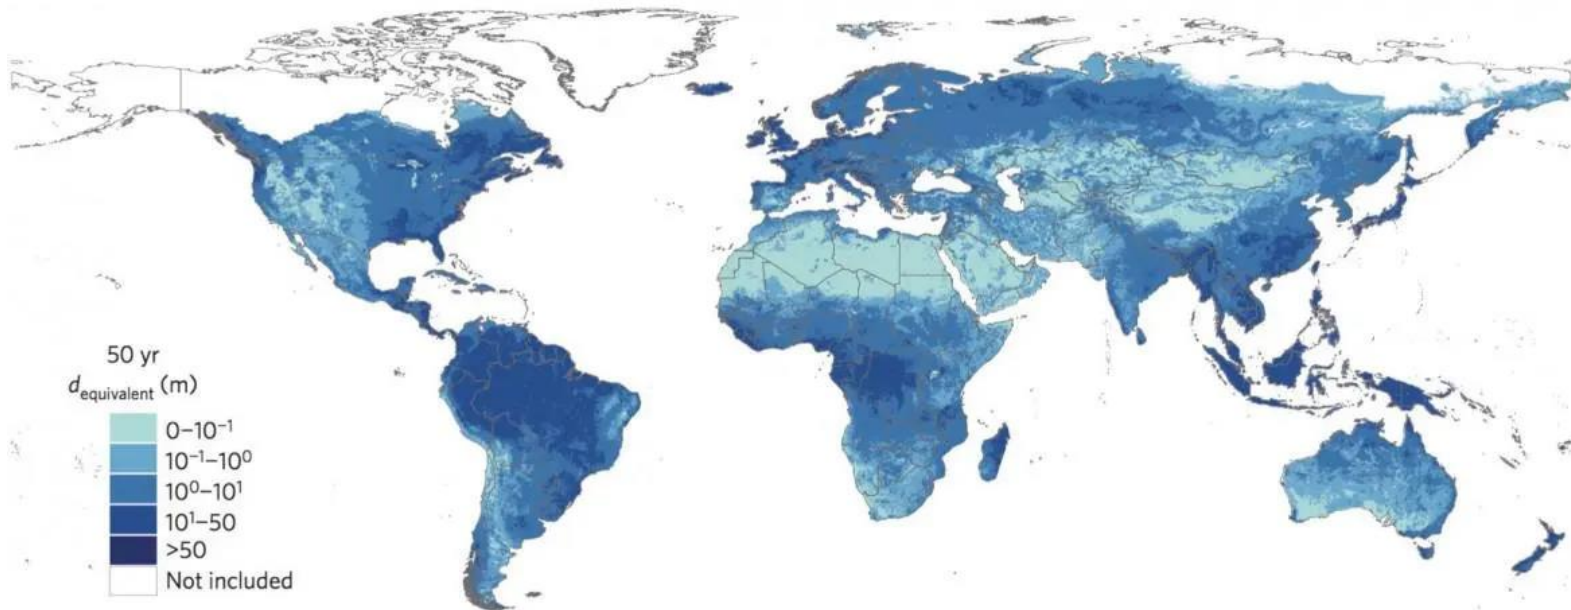 50 yr
dequivalent (m)
0–10⁻¹
10⁻¹–10⁰
10⁰–10¹
10¹–50
>50
Not included